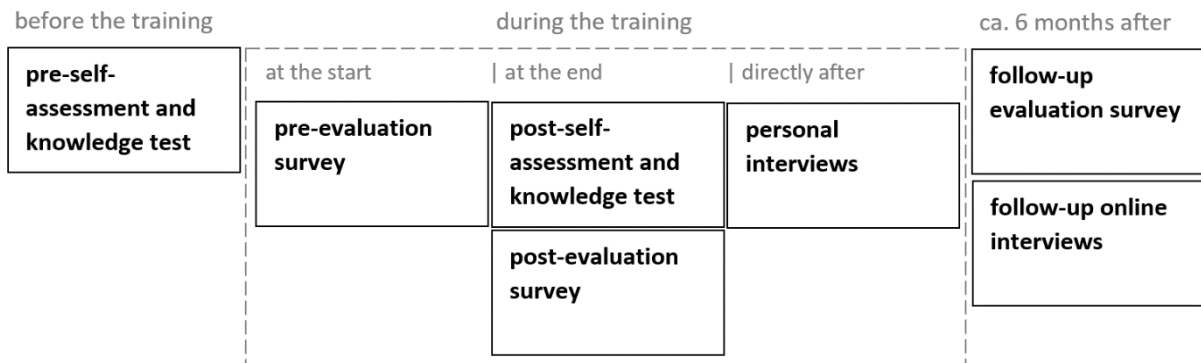 before the training
during the training
ca. 6 months after
pre-self-
assessment and
knowledge test
at the start
| at the end
| directly after
pre-evaluation
survey
post-self-
assessment and
knowledge test
post-evaluation
survey
personal
interviews
follow-up
evaluation survey
follow-up online
interviews